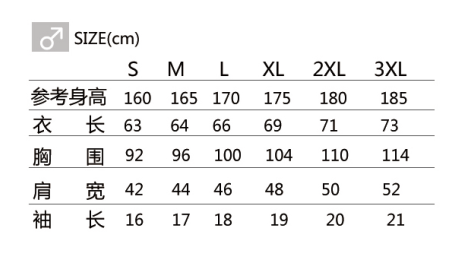 SIZE(cm)
S M L XL 2XL 3XL
参考身高 160 165 170 175 180 185
衣 长 63 64 66 69 71 73
胸 围 92 96 100 104 110 114
肩 宽 42 44 46 48 50 52
袖 长 16 17 18 19 20 21